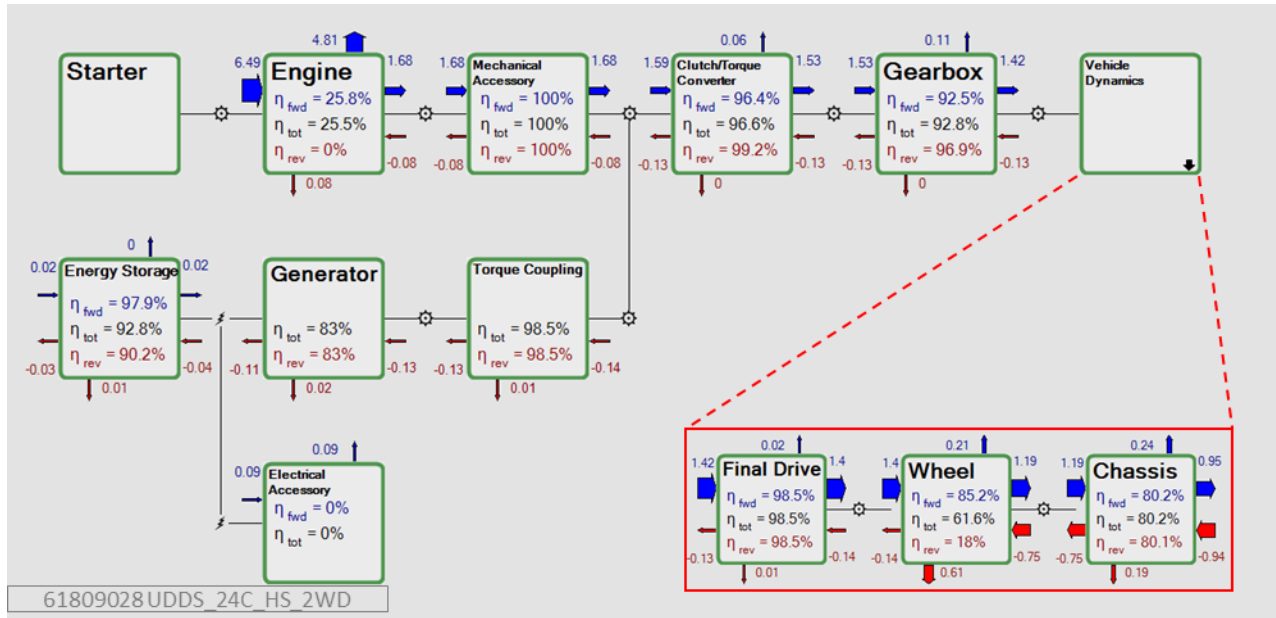 4.81
0.06
0.11
6.49
1.68
1.68
1.68
1.59
1.53
1.53
1.42
Starter
Engine
η fwd = 25.8%
η tot = 25.5%
η rev = 0%
-0.08
0.08
Mechanical
Accessory
η fwd = 100%
η tot = 100%
η rev = 100%
-0.08
-0.08
Clutch/Torque
Converter
η fwd = 96.4%
η tot = 96.6%
η rev = 99.2%
-0.13
-0.13
0
Gearbox
η fwd = 92.5%
η tot = 92.8%
η rev = 96.9%
-0.13
-0.13
0
Vehicle
Dynamics
0
0.02
0.02
Energy Storage
η fwd = 97.9%
η tot = 92.8%
η rev = 90.2%
-0.03
-0.04
0.01
Generator
η tot = 83%
η rev = 83%
-0.11
-0.13
0.02
Torque Coupling
η tot = 98.5%
η rev = 98.5%
-0.13
-0.14
0.01
0.09
0.09
Electrical
Accessory
η fwd = 0%
η tot = 0%
0.02
1.42
1.4
Final Drive
η fwd = 98.5%
η tot = 98.5%
η rev = 98.5%
-0.13
-0.14
0.01
0.21
1.4
1.19
Wheel
η fwd = 85.2%
η tot = 61.6%
η rev = 18%
-0.14
-0.75
0.61
0.24
1.19
0.95
Chassis
η fwd = 80.2%
η tot = 80.2%
η rev = 80.1%
-0.75
-0.94
0.19
61809028 UDDS_24C_HS_2WD